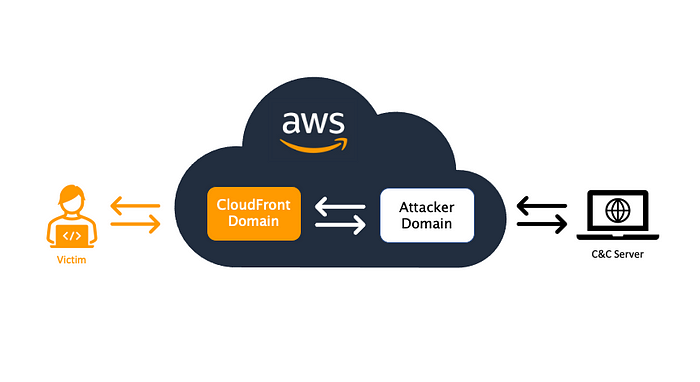 aws
CloudFront
Domain
Attacker
Domain
</>
Victim
C&C Server